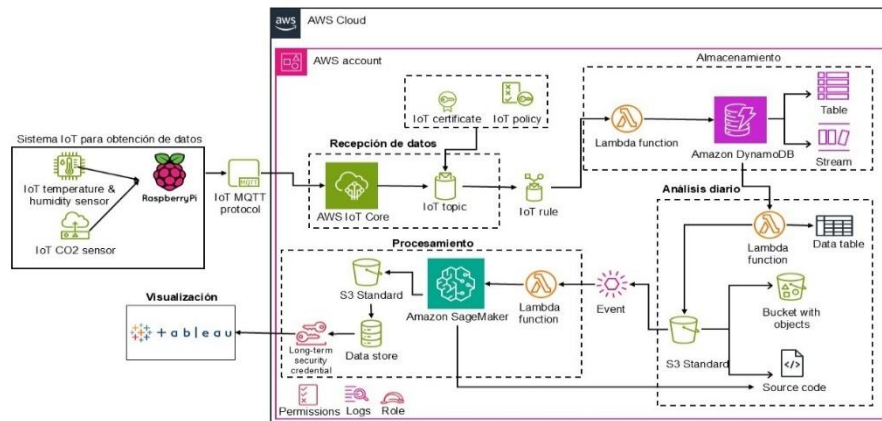 aws
AWS Cloud
AWS account
Almacenamiento
IoT certificate
IoT policy
Table
Lambda function
Amazon DynamoDB
Stream
Sistema IoT para obtención de datos
Recepción de datos
IoT temperature &
humidity sensor
RaspberryPi
MQTT
IoT MQTT
protocol
AWS IoT Core
IoT topic
IoT rule
IoT CO2 sensor
Análisis diario
Lambda
function
Data table
Procesamiento
S3 Standard
Amazon SageMaker
Lambda
function
Event
Bucket with
objects
Visualización
+ableau
Long-term
security
credential
Data store
S3 Standard
Source code
Permissions
Logs
Role